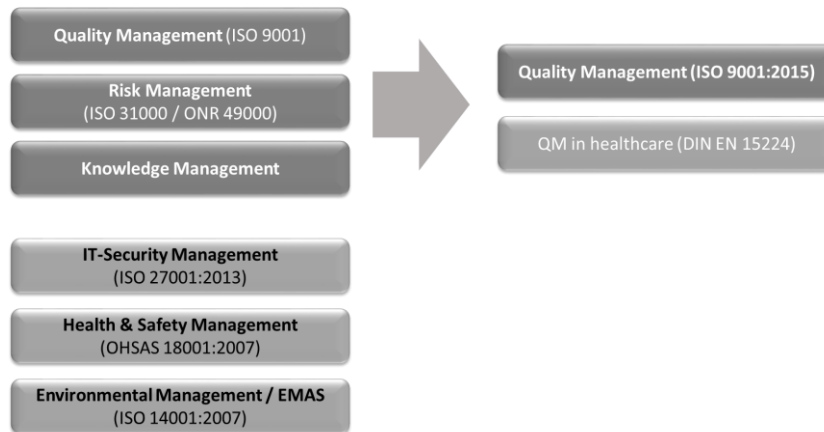 Quality Management (ISO 9001)
Risk Management
(ISO 31000 / ONR 49000)
Knowledge Management
IT-Security Management
(ISO 27001:2013)
Health & Safety Management
(OHSAS 18001:2007)
Environmental Management / EMAS
(ISO 14001:2007)
Quality Management (ISO 9001:2015)
QM in healthcare (DIN EN 15224)